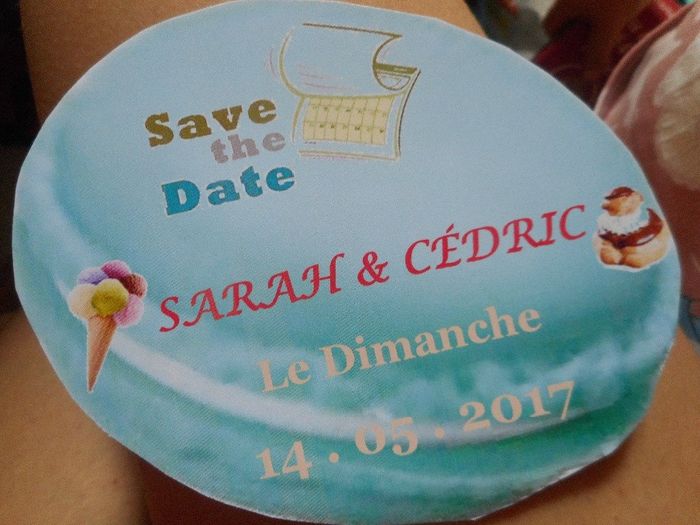 Save
the
Date
SARAH & CÉDRIC
Le Dimanche
14 . 05 . 2017